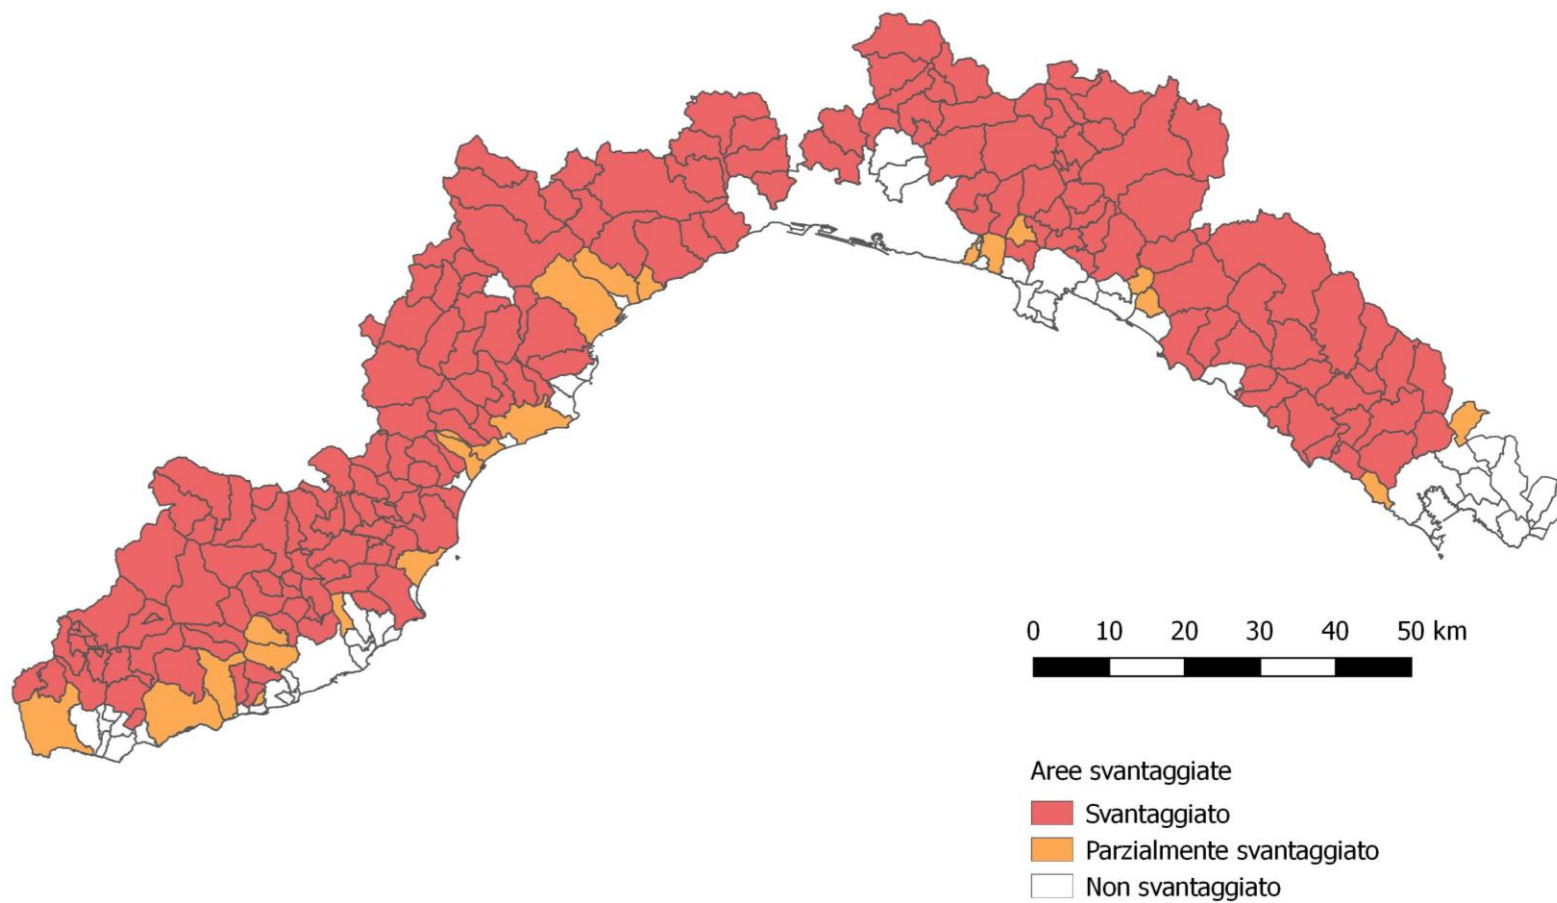 0 10 20 30 40 50 km
Aree svantaggiate
Svantaggiato
Parzialmente svantaggiato
Non svantaggiato